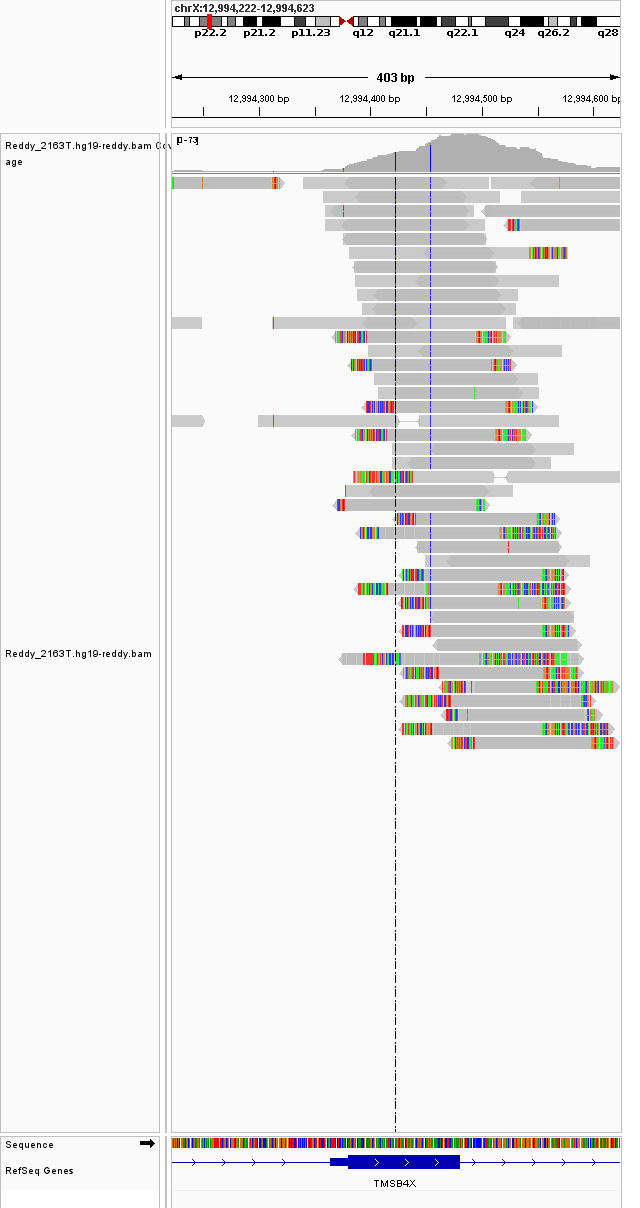 chrX:12,994,222-12,994,623
p22.2 p21.2 p11.23 q12 q21.1 q22.1 q24 q26.2 q28
403 bp
12,994,300 bp 12,994,400 bp 12,994,500 bp 12,994,600 bp
Reddy_2163T.hg19-reddy.bam Cov
age
[0-73]
Reddy_2163T.hg19-reddy.bam
Sequence
RefSeq Genes
TMSB4X